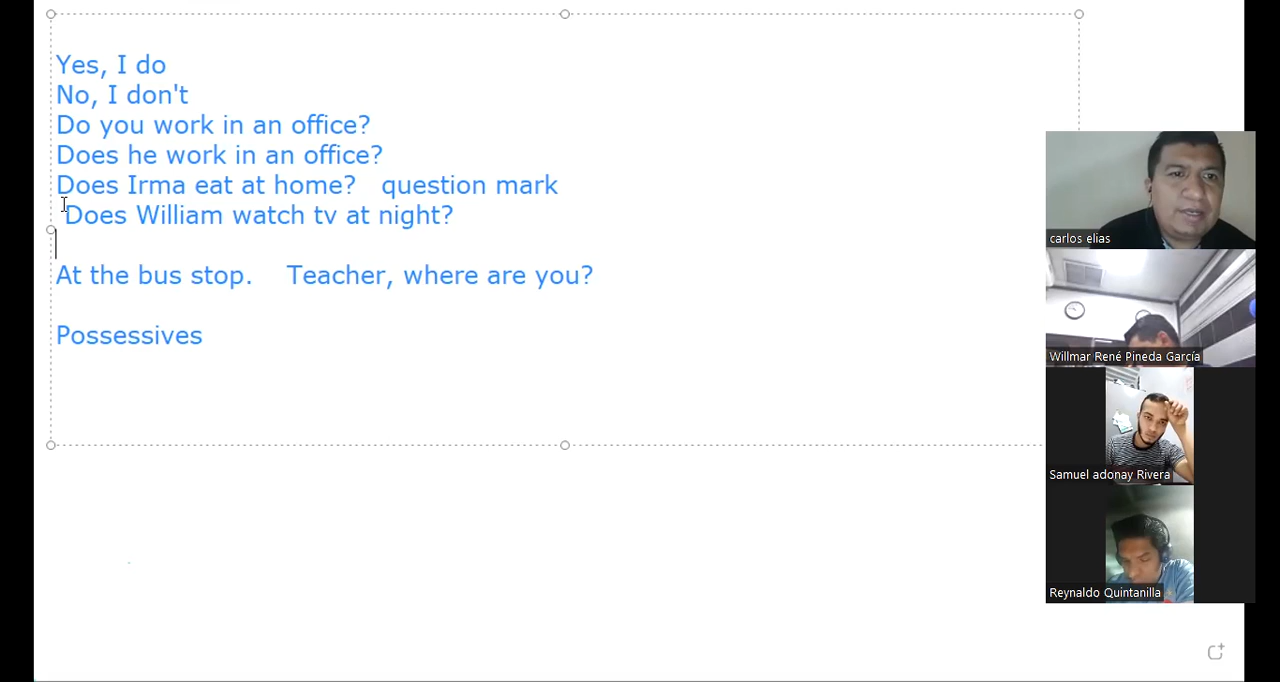 Yes, I do
No, I don't
Do you work in an office?
Does he work in an office?
Does Irma eat at home?   question mark
Does William watch tv at night?
At the bus stop.    Teacher, where are you?
Possessives
carlos elias
Willmar René Pineda García
Samuel adonay Rivera
Reynaldo Quintanilla